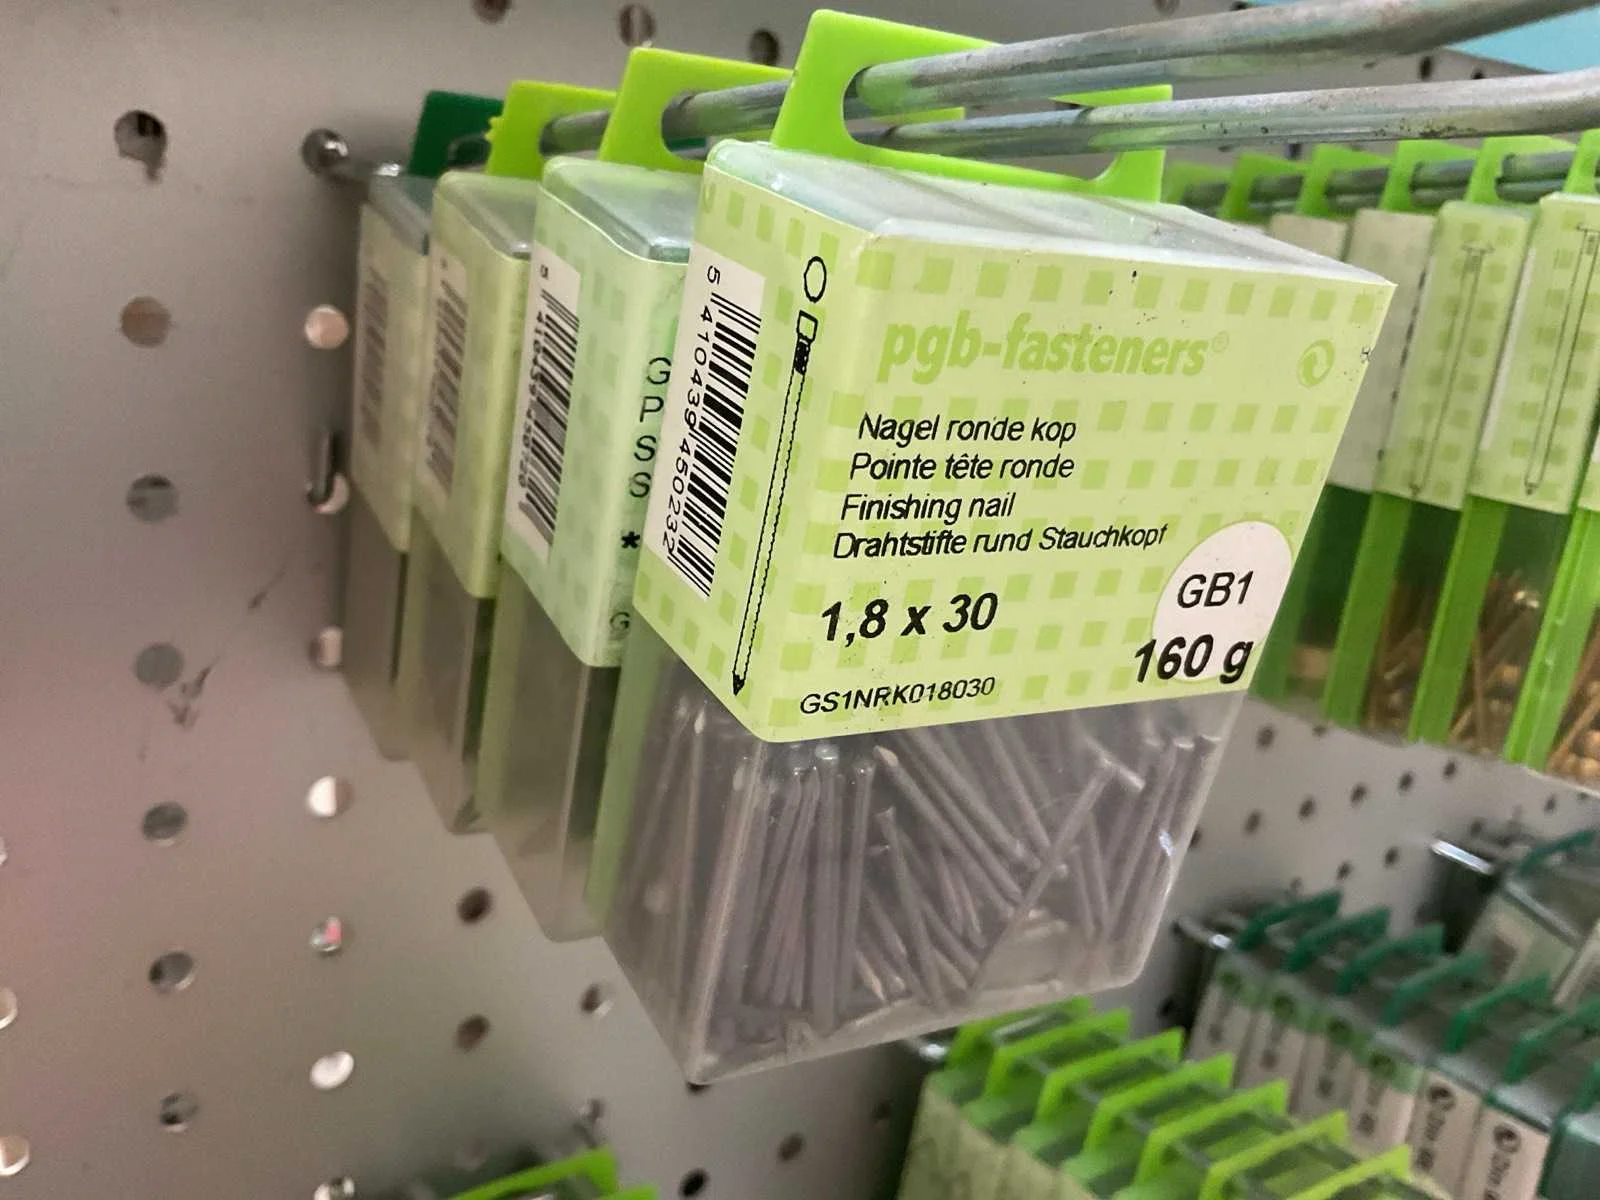 pgb-fasteners®
Nagel ronde kop
Pointe tête ronde
Finishing nail
Drahtstifte rund Stauchkopf
1,8 x 30
GB1
160 g
GS1NRK018030
5 410439 450232
G
P
S
S
*
G